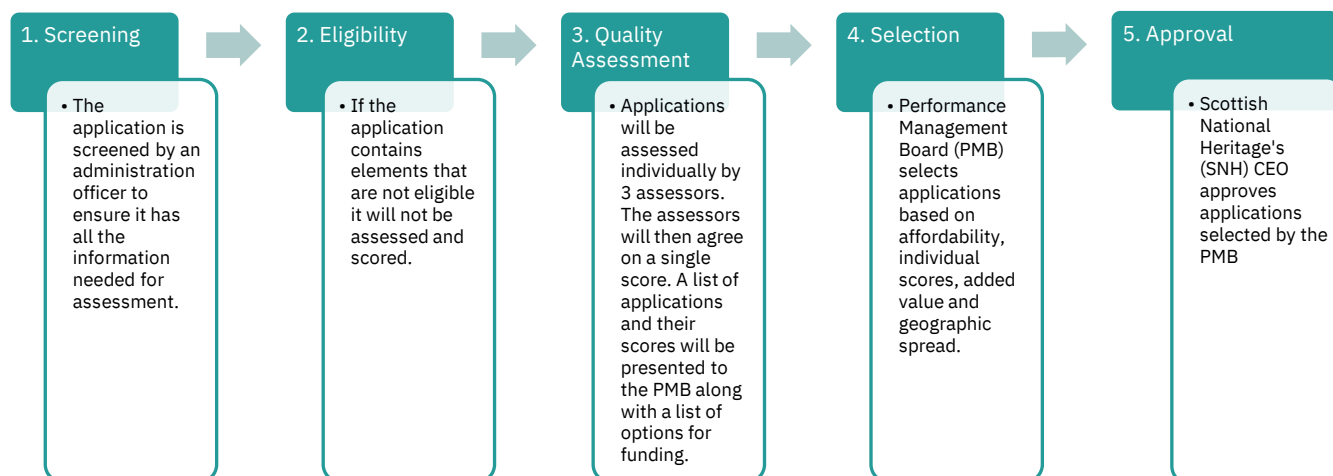 1. Screening
• The
application is
screened by an
administration
officer to
ensure it has
all the
information
needed for
assessment.
2. Eligibility
• If the
application
contains
elements that
are not eligible
it will not be
assessed and
scored.
3. Quality
Assessment
• Applications
will be
assessed
individually by
3 assessors.
The assessors
will then agree
on a single
score. A list of
applications
and their
scores will be
presented to
the PMB along
with a list of
options for
funding.
4. Selection
• Performance
Management
Board (PMB)
selects
applications
based on
affordability,
individual
scores, added
value and
geographic
spread.
5. Approval
• Scottish
National
Heritage's
(SNH) CEO
approves
applications
selected by the
PMB